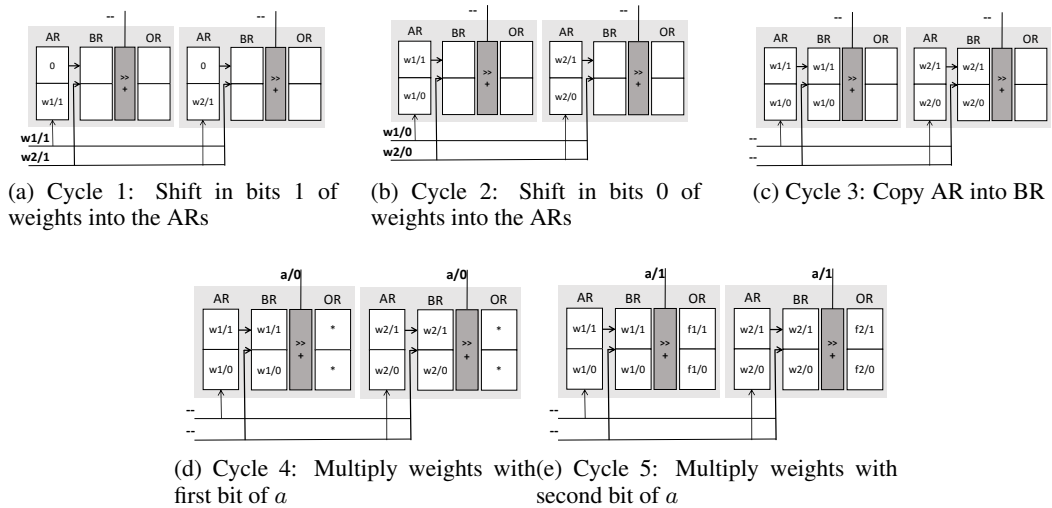 -- -- -- -- -- --
AR BR OR AR BR OR AR BR OR AR BR OR AR BR OR AR BR OR
0 0 w1/1 w2/1 w1/1 w1/1 w2/1 w2/1
>> >> >> >> >> >>
+ + + + + +
w1/1 w2/1 w1/0 w2/0 w1/0 w1/0 w2/0 w2/0
w1/1 w1/0 --
w2/1 w2/0 --
(a) Cycle 1: Shift in bits 1 of
weights into the ARs
(b) Cycle 2: Shift in bits 0 of
weights into the ARs
(c) Cycle 3: Copy AR into BR
a/0 a/0 a/1 a/1
AR BR OR AR BR OR AR BR OR AR BR OR
w1/1 w1/1 * w2/1 w2/1 * w1/1 w1/1 f1/1 w2/1 w2/1 f2/1
>> >> >> >>
+ + + +
w1/0 w1/0 * w2/0 w2/0 * w1/0 w1/0 f1/0 w2/0 w2/0 f2/0
-- --
-- --
(d) Cycle 4: Multiply weights with
first bit of a
(e) Cycle 5: Multiply weights with
second bit of a